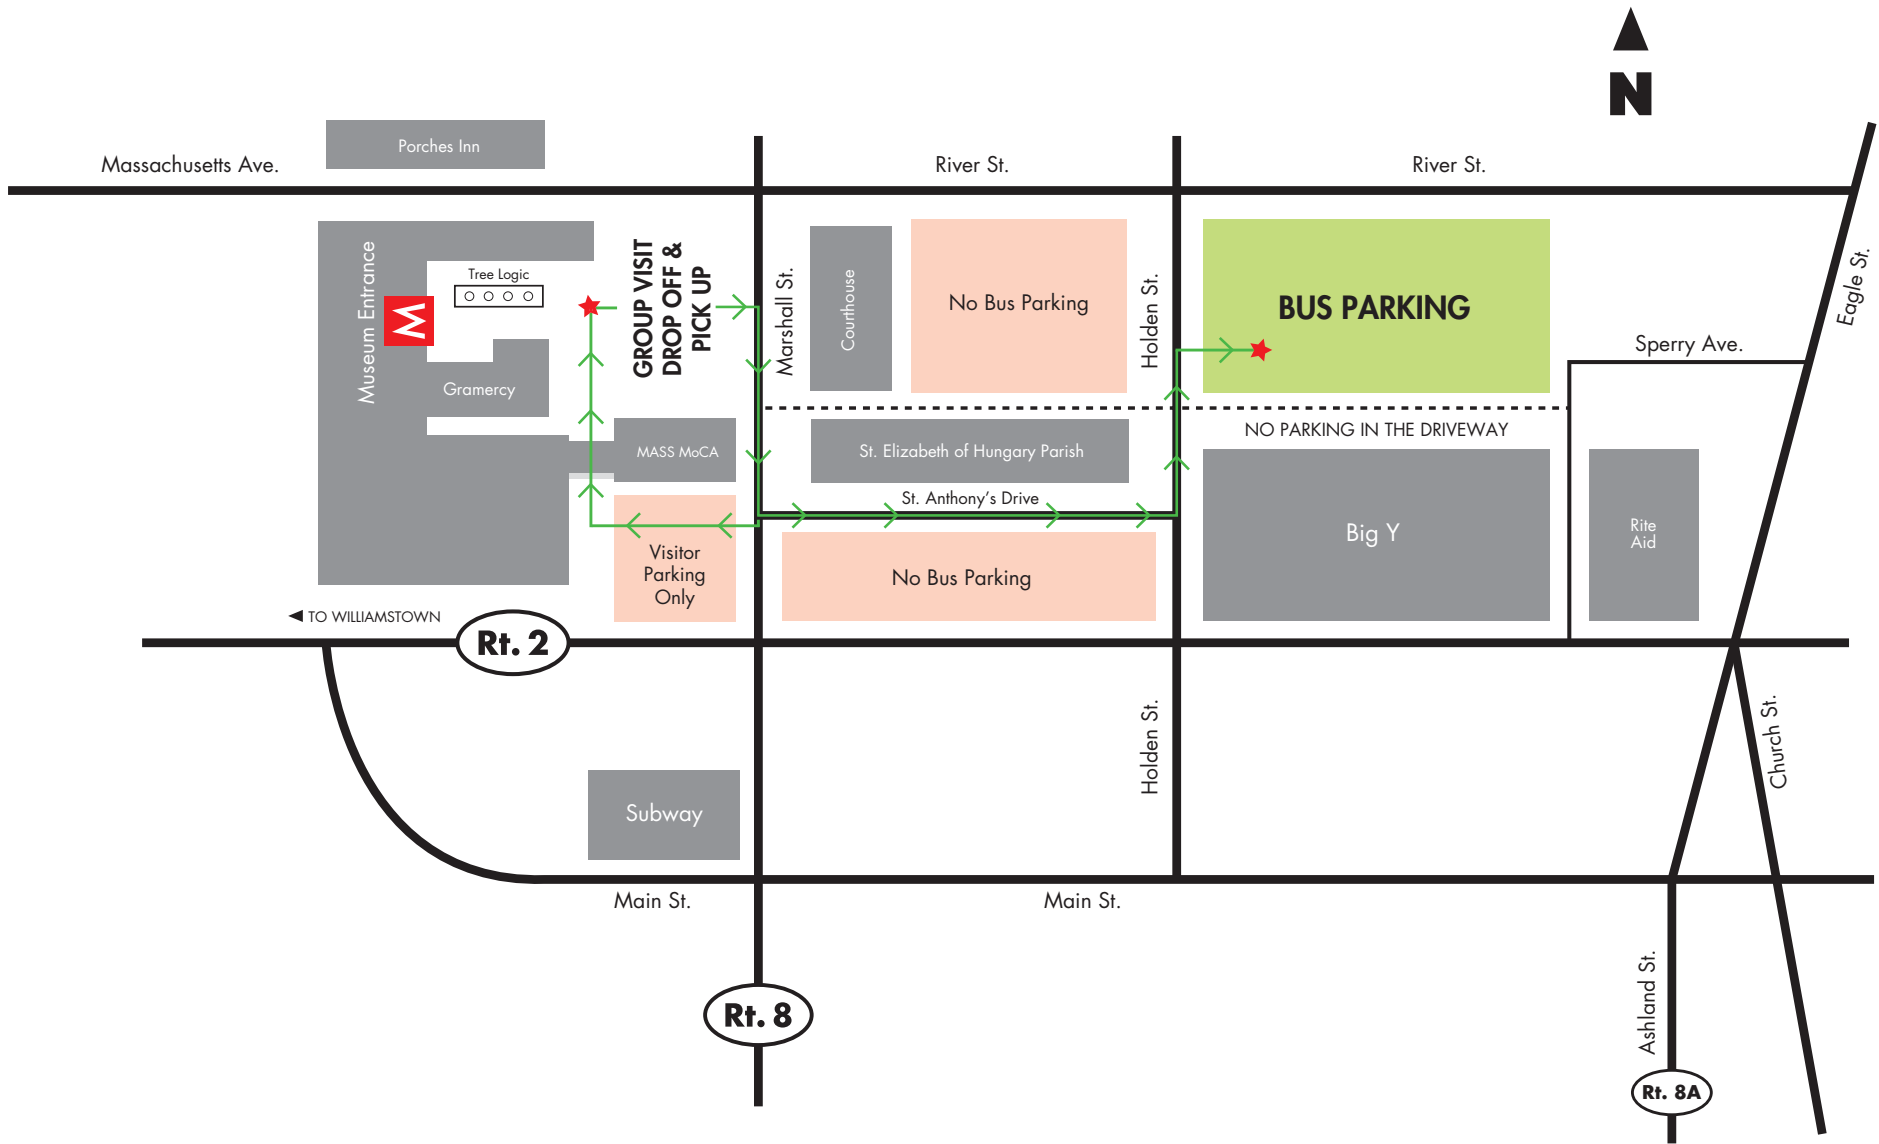 N
Porches Inn
Massachusetts Ave.
River St.
River St.
Museum Entrance
Tree Logic
GROUP VISIT
DROP OFF &
PICK UP
Marshall St.
Courthouse
No Bus Parking
Holden St.
BUS PARKING
Eagle St.
Sperry Ave.
Gramercy
NO PARKING IN THE DRIVEWAY
MASS MoCA
St. Elizabeth of Hungary Parish
St. Anthony's Drive
Big Y
Rite
Aid
Visitor
Parking
Only
No Bus Parking
TO WILLIAMSTOWN
Rt. 2
Holden St.
Church St.
Subway
Main St.
Main St.
Rt. 8
Ashland St.
Rt. 8A